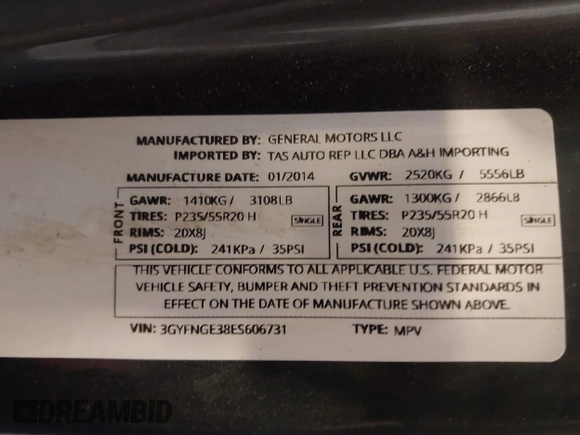 MANUFACTURED BY: GENERAL MOTORS LLC
IMPORTED BY: TAS AUTO REP LLC DBA A&H IMPORTING
MANUFACTURE DATE: 01/2014 GVWR: 2520KG / 5556LB
FRONT
GAWR: 1410KG / 3108LB
TIRES: P235/55R20 H SINGLE
RIMS: 20X8J
PSI (COLD): 241KPa / 35PSI
REAR
GAWR: 1300KG / 2866LB
TIRES: P235/55R20 H SINGLE
RIMS: 20X8J
PSI (COLD): 241KPa / 35PSI
THIS VEHICLE CONFORMS TO ALL APPLICABLE U.S. FEDERAL MOTOR
VEHICLE SAFETY, BUMPER AND THEFT PREVENTION STANDARDS IN
EFFECT ON THE DATE OF MANUFACTURE SHOWN ABOVE.
VIN: 3GYFNGE38ES606731 TYPE: MPV
DREAMBID